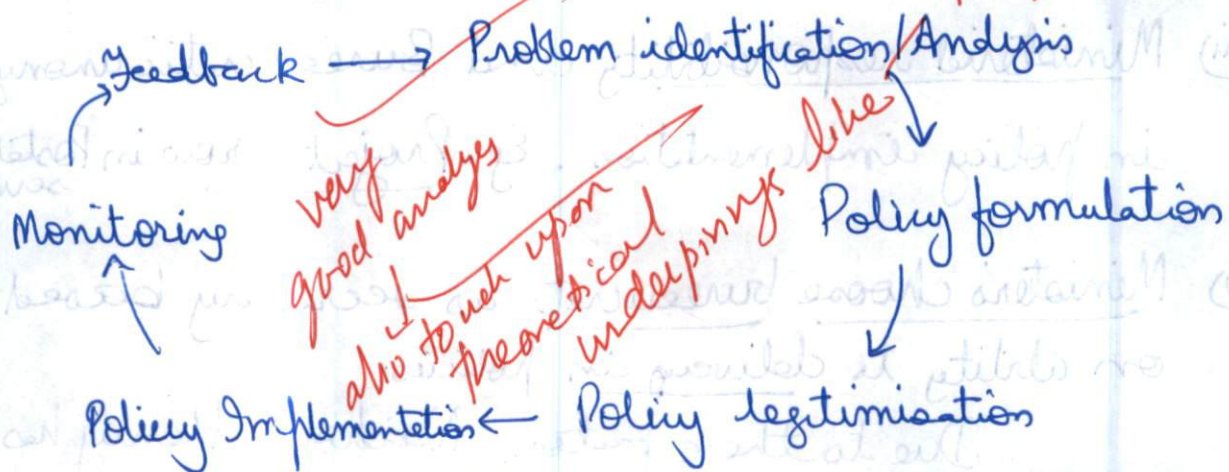 Feedback → Problem identification/Analysis
Monitoring
Policy formulation
Policy Implementation ← Policy legitimisation
very
good analyes
also touch upon
theoretical
underpinnings like